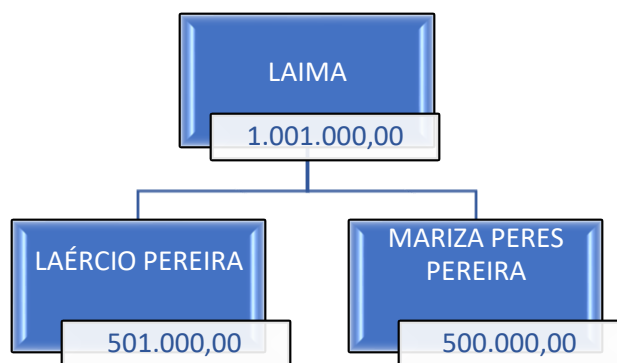 LAIMA
1.001.000,00
LAÉRCIO PEREIRA
501.000,00
MARIZA PERES
PEREIRA
500.000,00